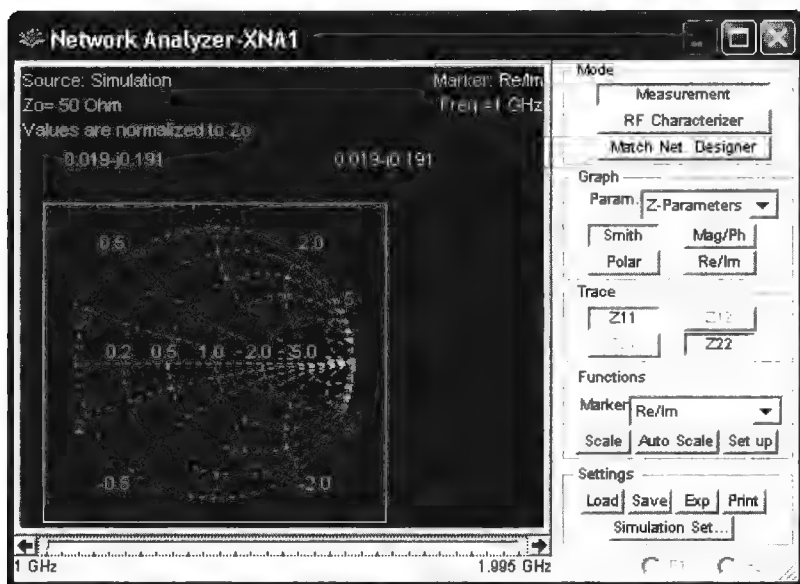 Network Analyzer-XNA1
Source: Simulation
Marker: Re/Im
Zo= 50 Ohm
Freq =1 GHz
Values are normalized to Zo
0.019-j0.191
0.019-j0.191
0.5
2.0
0.2 0.5 1.0 2.0 5.0
-0.5
-2.0
1 GHz
1.995 GHz
Mode
Measurement
RF Characterizer
Match Net. Designer
Graph
Param. Z-Parameters
Smith
Mag/Ph
Polar
Re/Im
Trace
Z11
Z12
Z22
Functions
Marker Re/Im
Scale
Auto Scale
Set up
Settings
Load
Save
Exp
Print
Simulation Set...